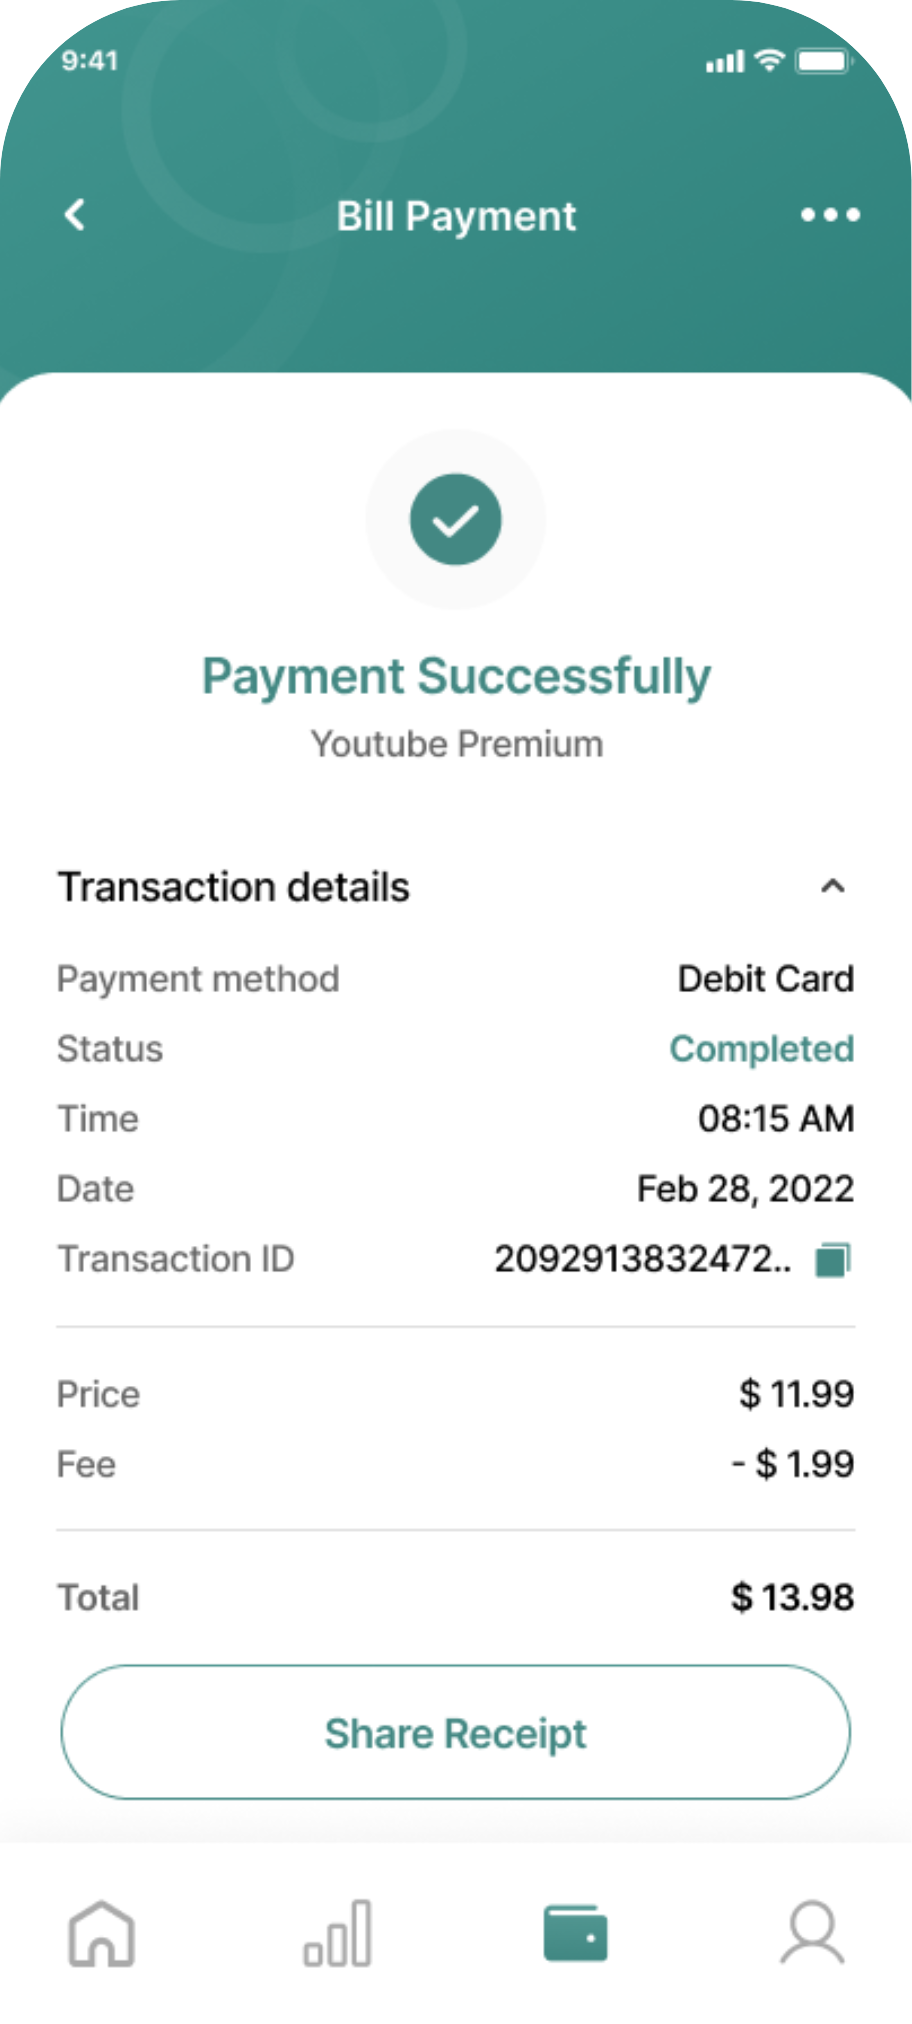 9:41
Bill Payment
Payment Successfully
Youtube Premium
Transaction details
Payment method Debit Card
Status Completed
Time 08:15 AM
Date Feb 28, 2022
Transaction ID 2092913832472..
Price $ 11.99
Fee - $ 1.99
Total $ 13.98
Share Receipt